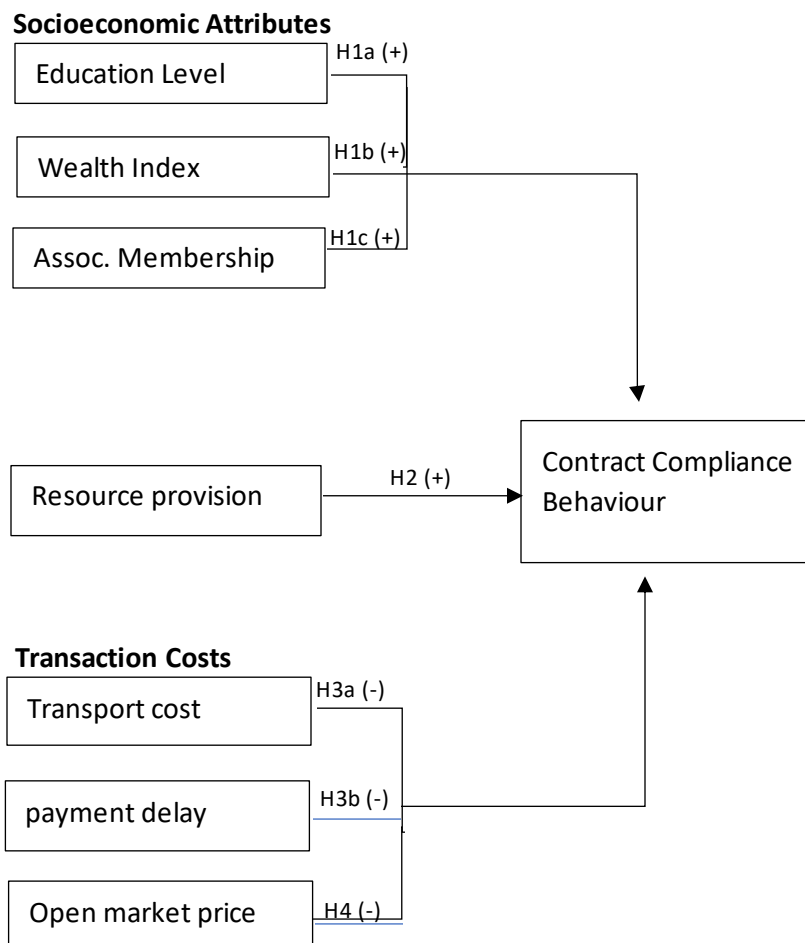 Socioeconomic Attributes
H1a (+)
Education Level
H1b (+)
Wealth Index
H1c (+)
Assoc. Membership
Contract Compliance
Behaviour
H2 (+)
Resource provision
Transaction Costs
H3a (-)
Transport cost
H3b (-)
payment delay
H4 (-)
Open market price